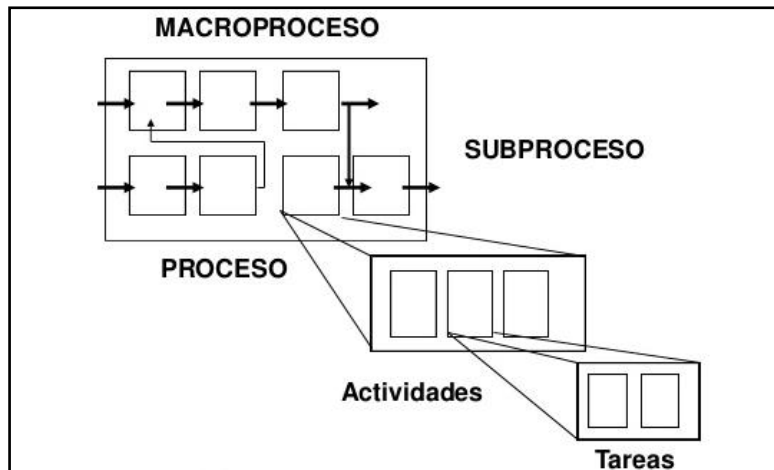 MACROPROCESO
SUBPROCESO
PROCESO
Actividades
Tareas